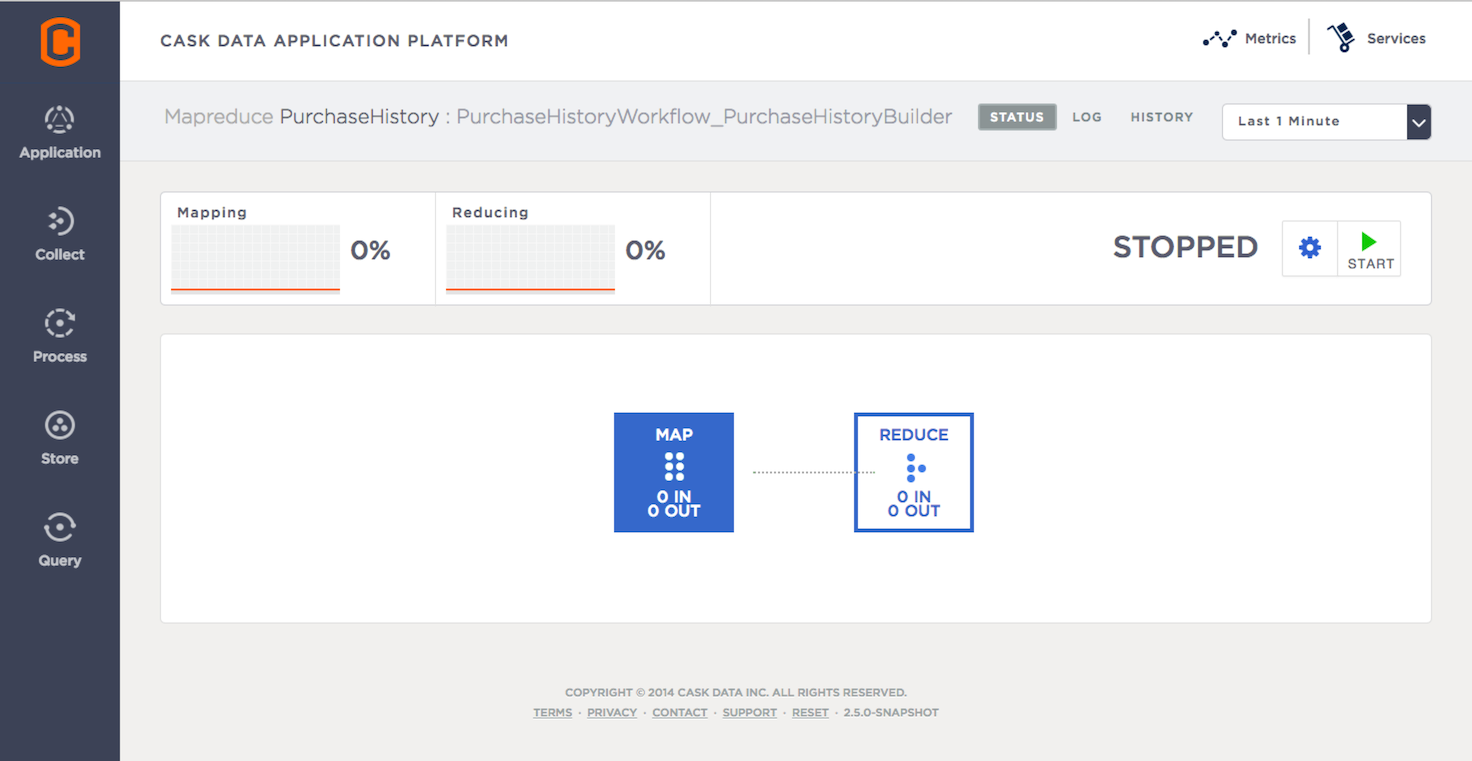 CASK DATA APPLICATION PLATFORM
Metrics
Services
Application
Collect
Process
Store
Query
Mapreduce PurchaseHistory : PurchaseHistoryWorkflow_PurchaseHistoryBuilder
STATUS
LOG
HISTORY
Last 1 Minute
Mapping
0%
Reducing
0%
STOPPED
START
MAP
0 IN
0 OUT
REDUCE
0 IN
0 OUT
COPYRIGHT © 2014 CASK DATA INC. ALL RIGHTS RESERVED.
TERMS · PRIVACY · CONTACT · SUPPORT · RESET · 2.5.0-SNAPSHOT